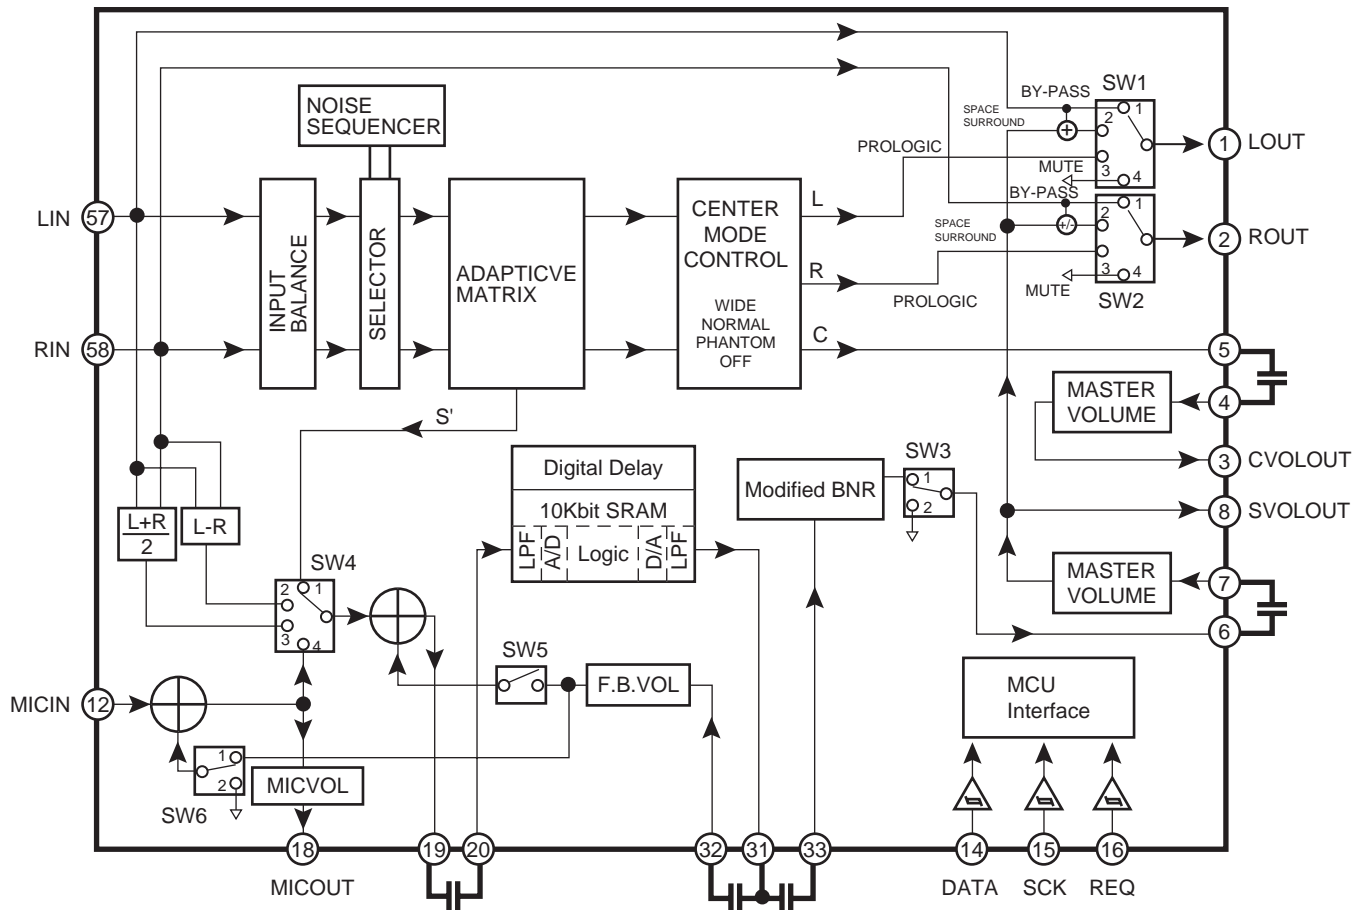 SW1
BY-PASS
SPACE
SURROUND
1
2
3
4
1
LOUT
NOISE
SEQUENCER
PROLOGIC
MUTE
LIN
57
INPUT
BALANCE
SELECTOR
ADAPTICVE
MATRIX
CENTER
MODE
CONTROL
WIDE
NORMAL
PHANTOM
OFF
L
R
C
BY-PASS
SPACE
SURROUND
+/-
1
2
3
4
2
ROUT
PROLOGIC
MUTE
SW2
RIN
58
5
MASTER
VOLUME
4
3
CVOLOUT
S'
Digital Delay
10Kbit SRAM
LPF
A/D
Logic
D/A
LPF
Modified BNR
SW3
1
2
8
SVOLOUT
L+R
2
L-R
SW4
2
1
3
4
MASTER
VOLUME
7
6
SW5
F.B.VOL
MCU
Interface
MICIN
12
1
2
SW6
MICVOL
18
19
20
32
31
33
14
15
16
MICOUT
DATA
SCK
REQ